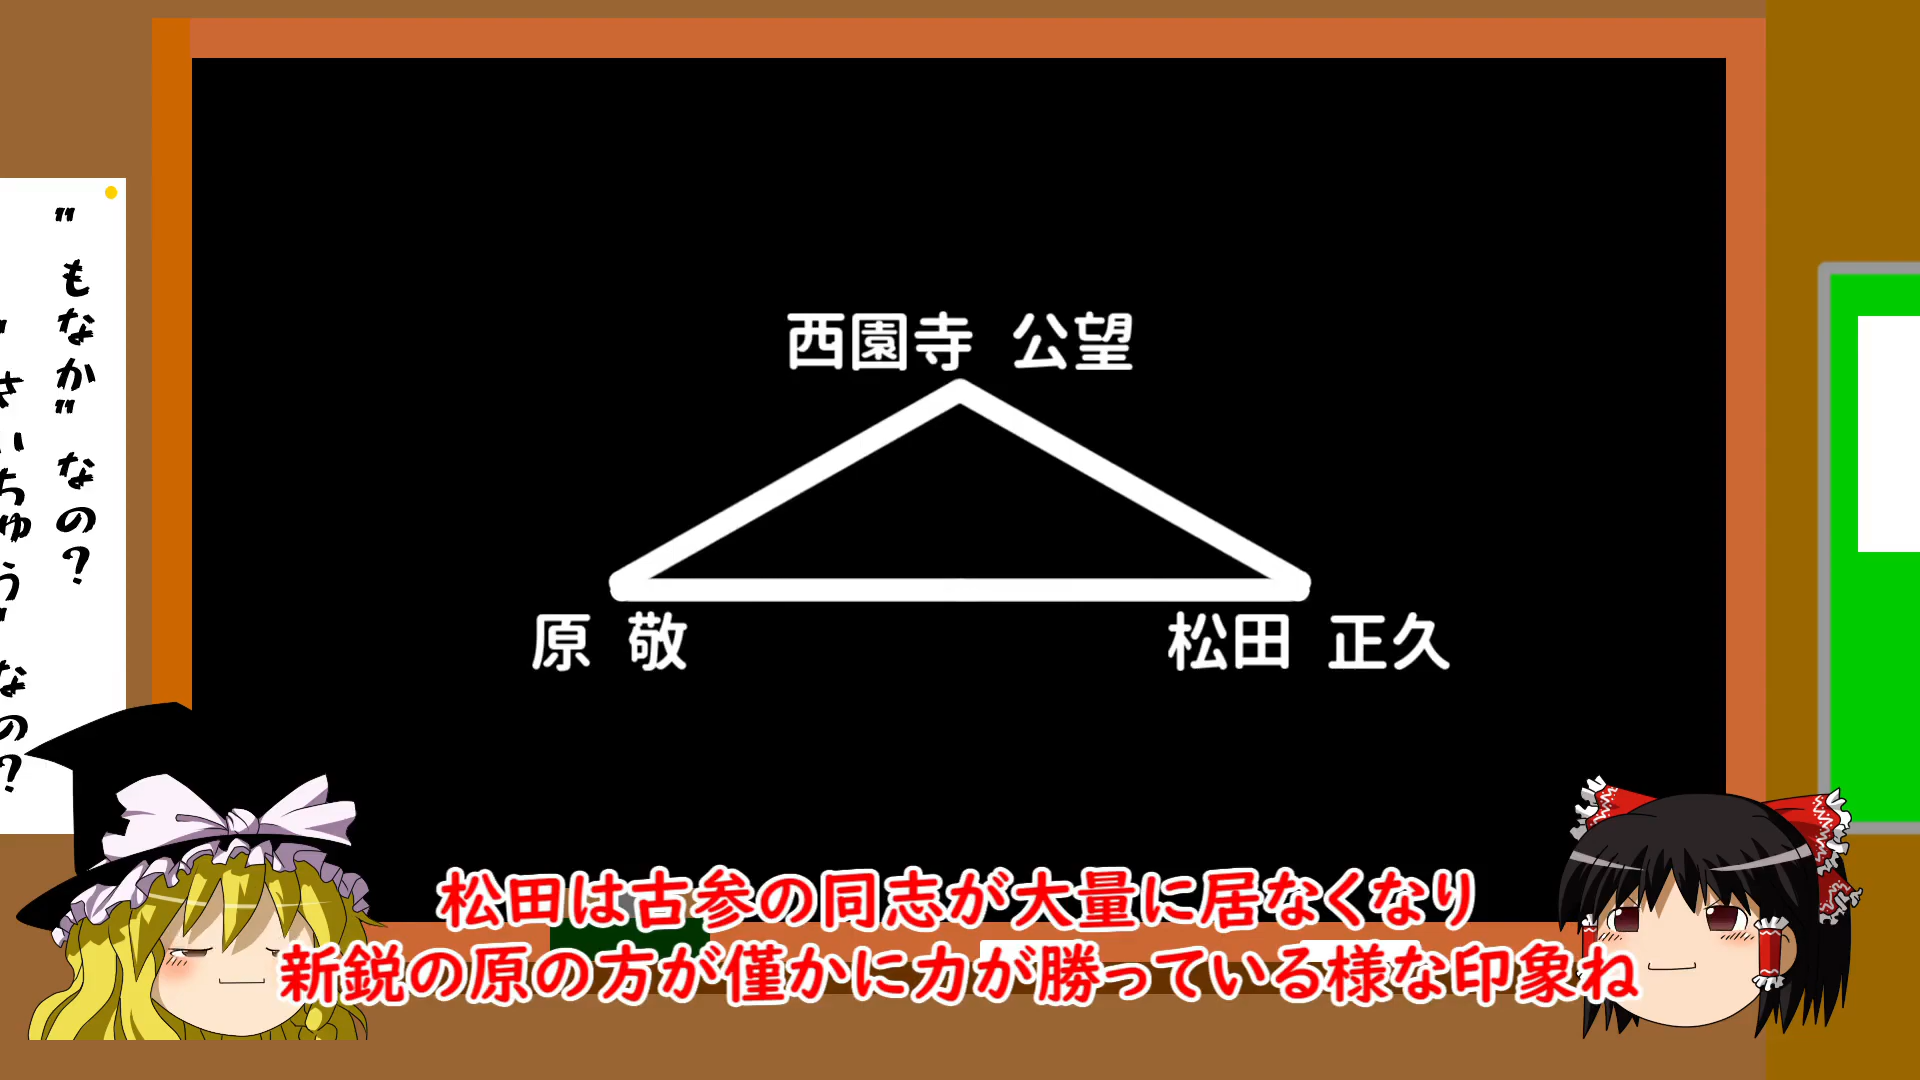 "もなか"なの?
"さいちゅう"なの?
西園寺 公望
原 敬
松田 正久
松田は古参の同志が大量に居なくなり
新鋭の原の方が僅かに力が勝っている様な印象ね